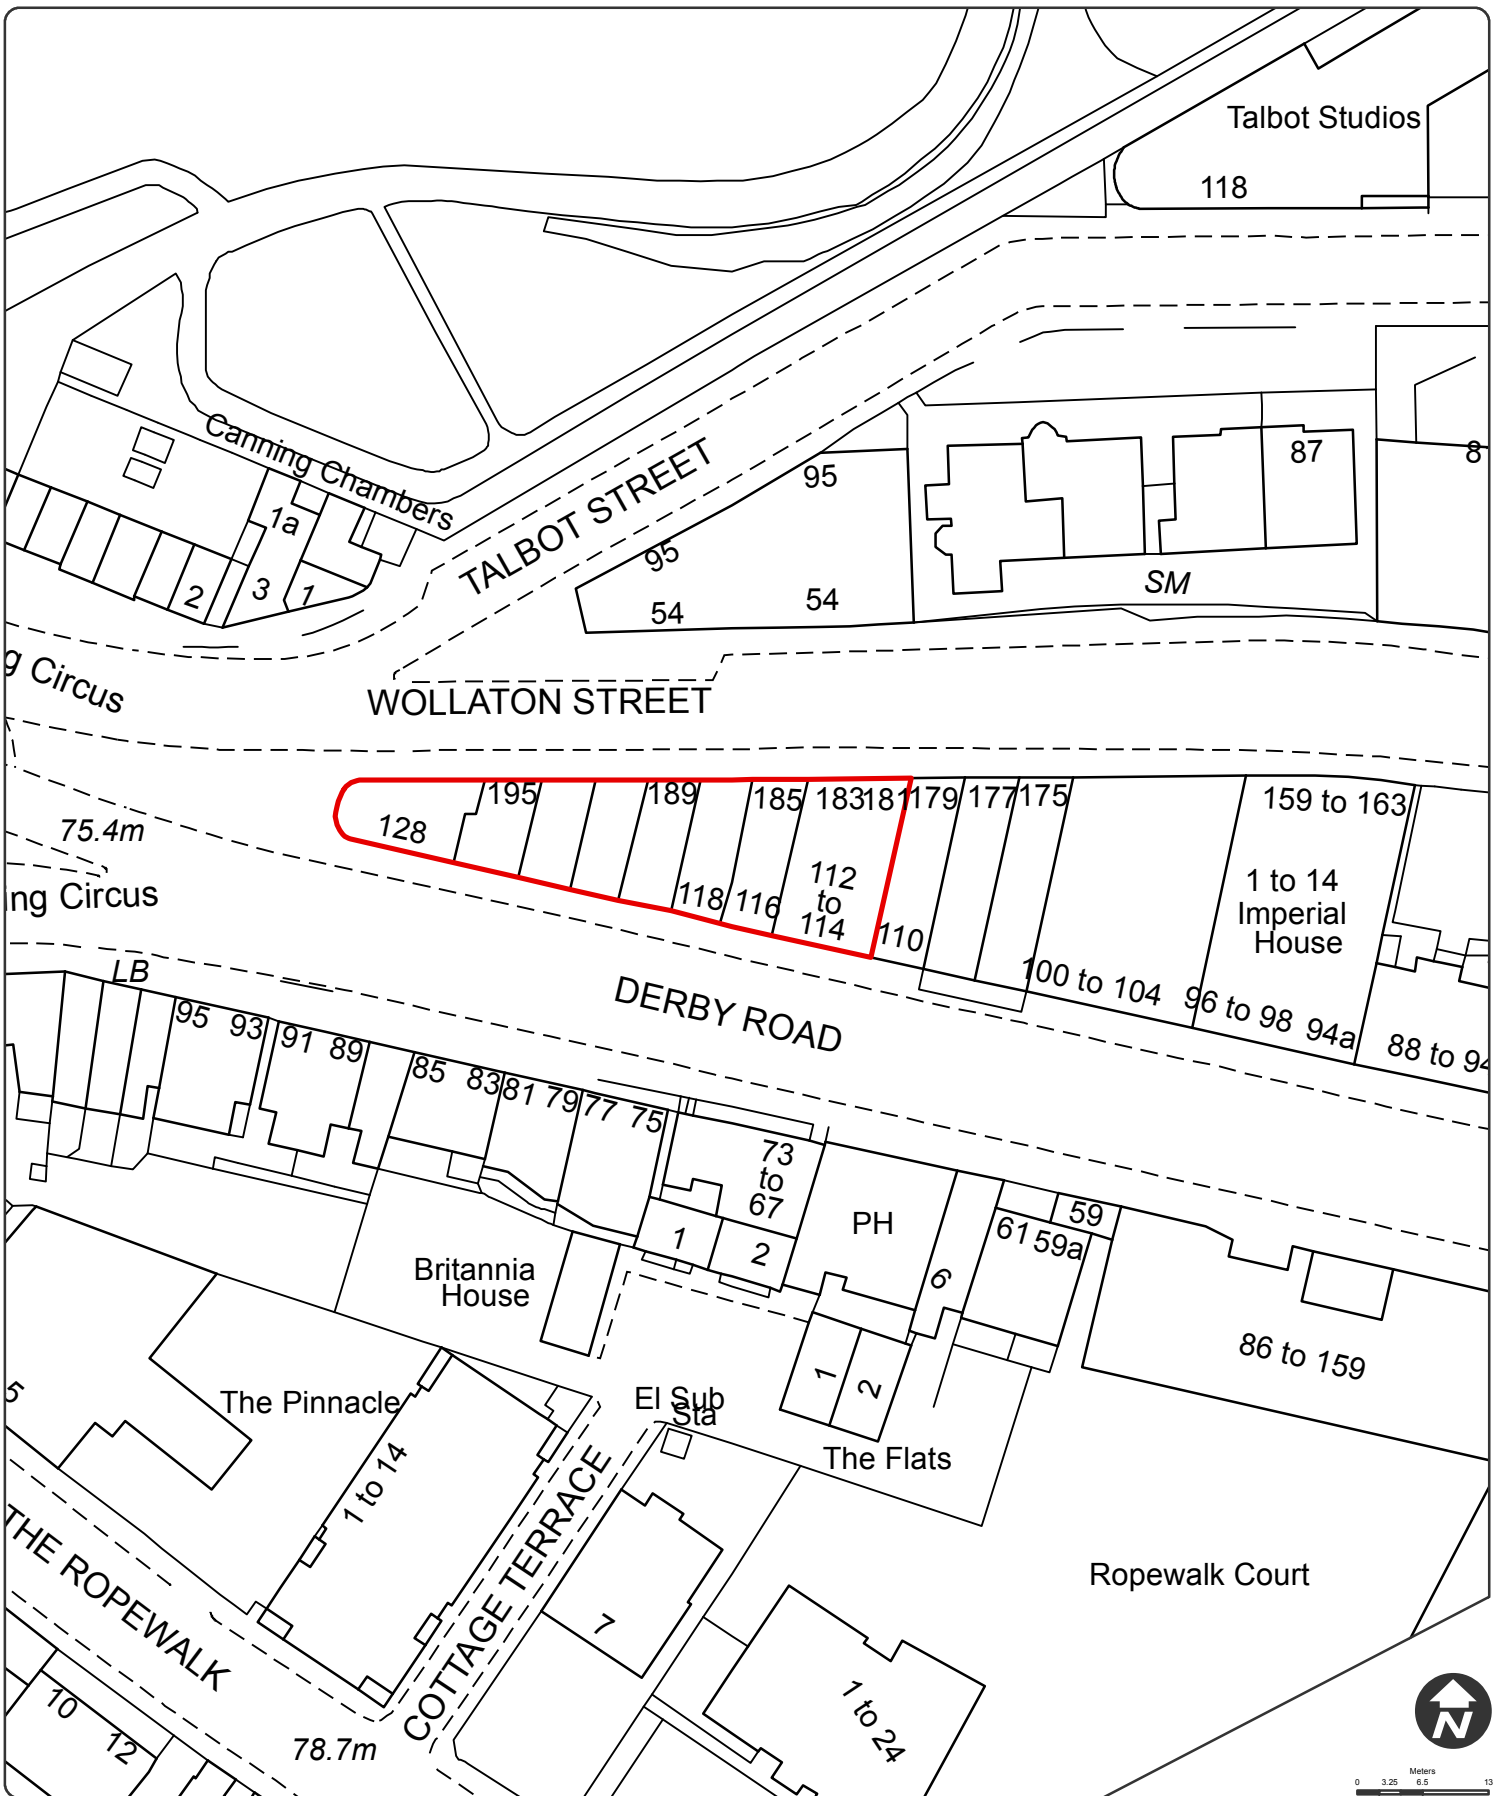 Talbot Studios
118
Canning Chambers
1a
3
1
2
TALBOT STREET
95
95
54
54
87
8
SM
g Circus
WOLLATON STREET
75.4m
ing Circus
128
195
189
185
183
181
179
177
175
118
116
112
to
114
110
159 to 163
1 to 14
Imperial
House
100 to 104
96 to 98
94a
88 to 94
DERBY ROAD
LB
95
93
91
89
85
83
81
79
77
75
73
to
67
1
2
PH
6
61
59a
59
86 to 159
Britannia
House
5
The Pinnacle
1 to 14
El Sub
Sta
1
2
The Flats
COTTAGE TERRACE
THE ROPEWALK
7
Ropewalk Court
10
12
78.7m
1 to 24
N
Meters
0 3.25 6.5 13